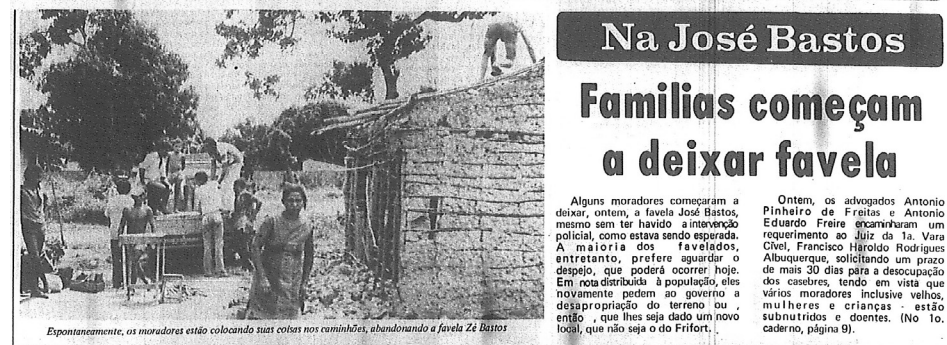 Na José Bastos
Familias começam
a deixar favela
Alguns moradores começaram a
deixar, ontem, a favela José Bastos,
mesmo sem ter havido a intervenção
policial, como estava sendo esperada.
A maioria dos favelados,
entretanto, prefere aguardar o
despejo, que poderá ocorrer hoje.
Em nota distribuida à população, eles
novamente pedem ao governo a
desapropriação do terreno ou ,
então , que lhes seja dado um novo
local, que não seja o do Frifort.
Ontem, os advogados Antonio
Pinheiro de Freitas e Antonio
Eduardo Freire encaminharam um
requerimento ao Juiz da 1a. Vara
Cível, Francisco Haroldo Rodrigues
Albuquerque, solicitando um prazo
de mais 30 dias para a desocupação
dos casebres, tendo em vista que
vários moradores inclusive velhos,
mulheres e crianças - estão
subnutridos e doentes. (No 1o.
caderno, página 9).
Espontaneamente, os moradores estão colocando suas coisas nos caminhões, abandonando a favela Zé Bastos